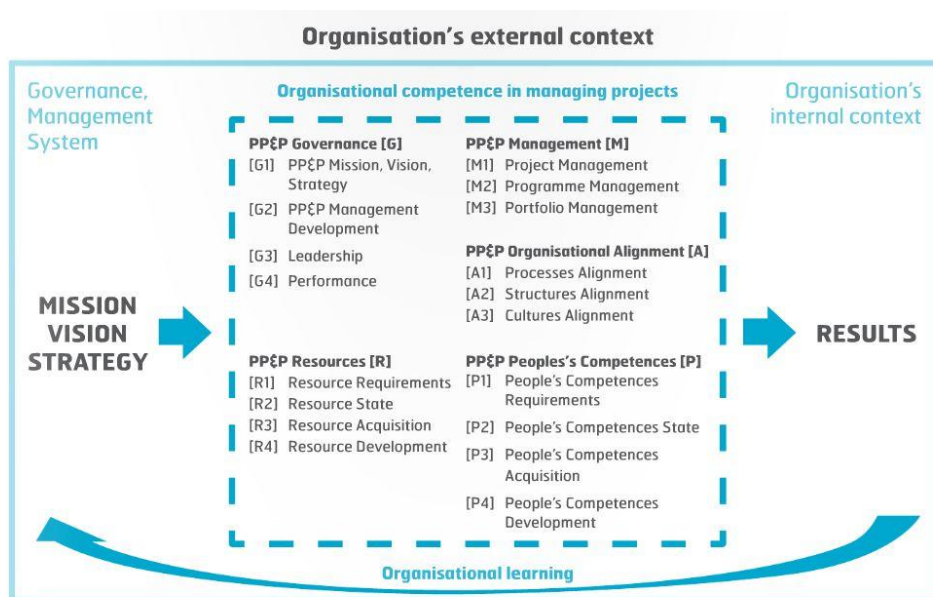 Organisation's external context
Governance,
Management
System
Organisational competence in managing projects
Organisation's
internal context
PP&P Governance [G]
[G1] PP&P Mission, Vision,
Strategy
[G2] PP&P Management
Development
[G3] Leadership
[G4] Performance
PP&P Management [M]
[M1] Project Management
[M2] Programme Management
[M3] Portfolio Management
PP&P Organisational Alignment [A]
[A1] Processes Alignment
[A2] Structures Alignment
[A3] Cultures Alignment
MISSION
VISION
STRATEGY
RESULTS
PP&P Resources [R]
[R1] Resource Requirements
[R2] Resource State
[R3] Resource Acquisition
[R4] Resource Development
PP&P Peoples's Competences [P]
[P1] People's Competences
Requirements
[P2] People's Competences State
[P3] People's Competences
Acquisition
[P4] People's Competences
Development
Organisational learning